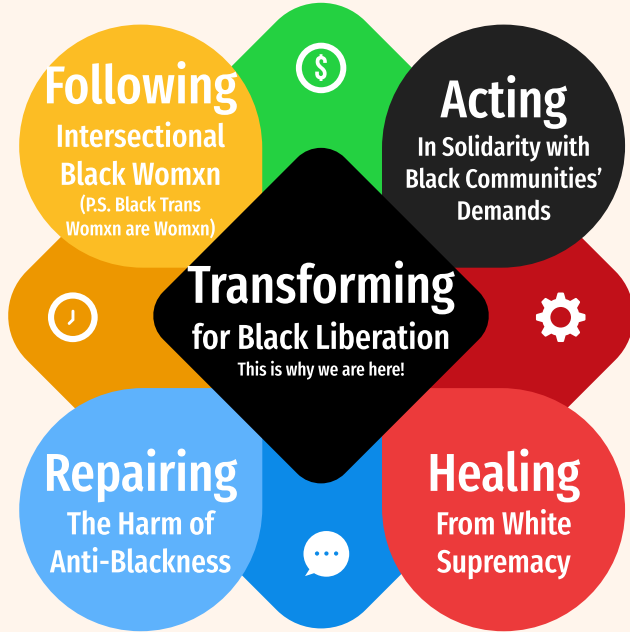 Following
Intersectional
Black Womxn
(P.S. Black Trans
Womxn are Womxn)
$
Acting
In Solidarity with
Black Communities’
Demands
Transforming
for Black Liberation
This is why we are here!
Repairing
The Harm of
Anti-Blackness
Healing
From White
Supremacy